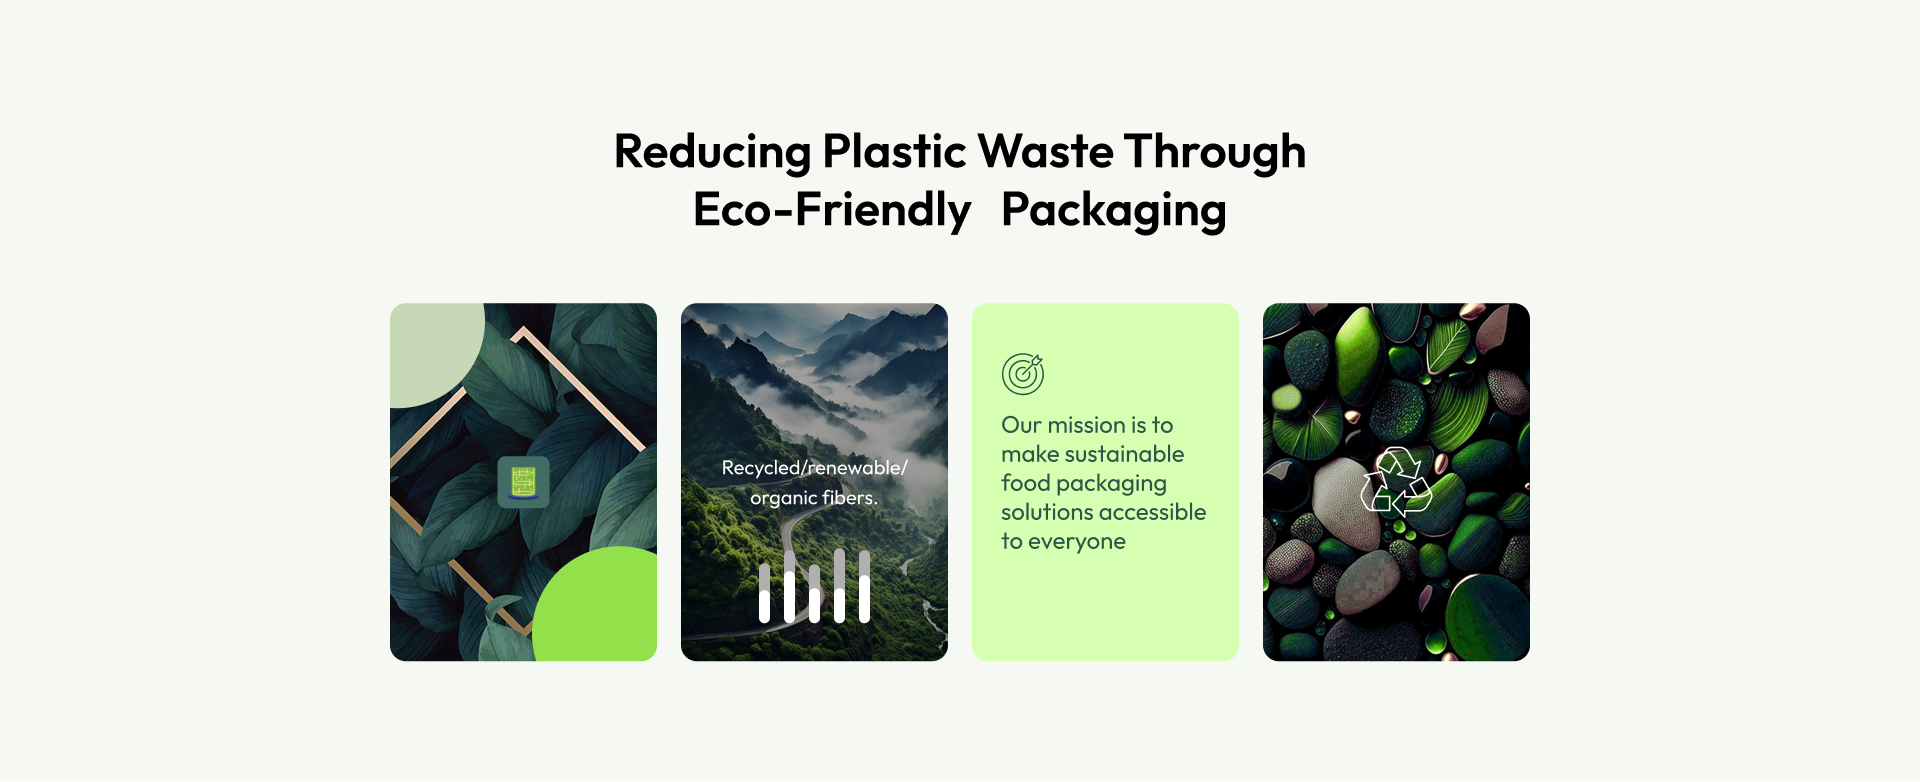 Reducing Plastic Waste Through
Eco-Friendly Packaging
Recycled/renewable/
organic fibers.
Our mission is to
make sustainable
food packaging
solutions accessible
to everyone